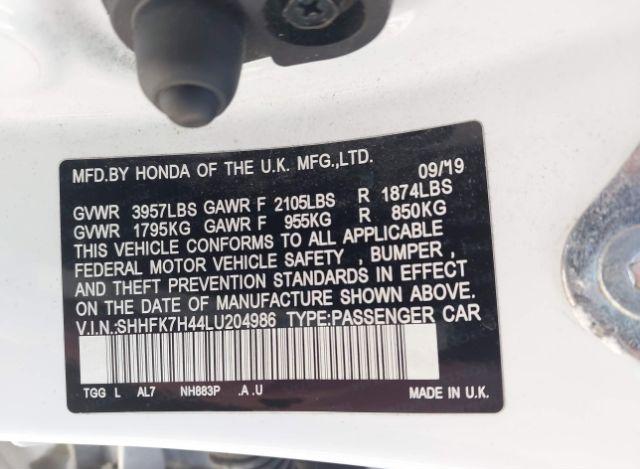 MFD.BY HONDA OF THE U.K. MFG.,LTD. 09/'19
GVWR 3957LBS GAWR F 2105LBS R 1874LBS
GVWR 1795KG GAWR F 955KG R 850KG
THIS VEHICLE CONFORMS TO ALL APPLICABLE
FEDERAL MOTOR VEHICLE SAFETY , BUMPER ,
AND THEFT PREVENTION STANDARDS IN EFFECT
ON THE DATE OF MANUFACTURE SHOWN ABOVE.
V.I.N.:SHHFK7H44LU204986 TYPE:PASSENGER CAR
TGG L AL7 NH883P .A .U MADE IN U.K.